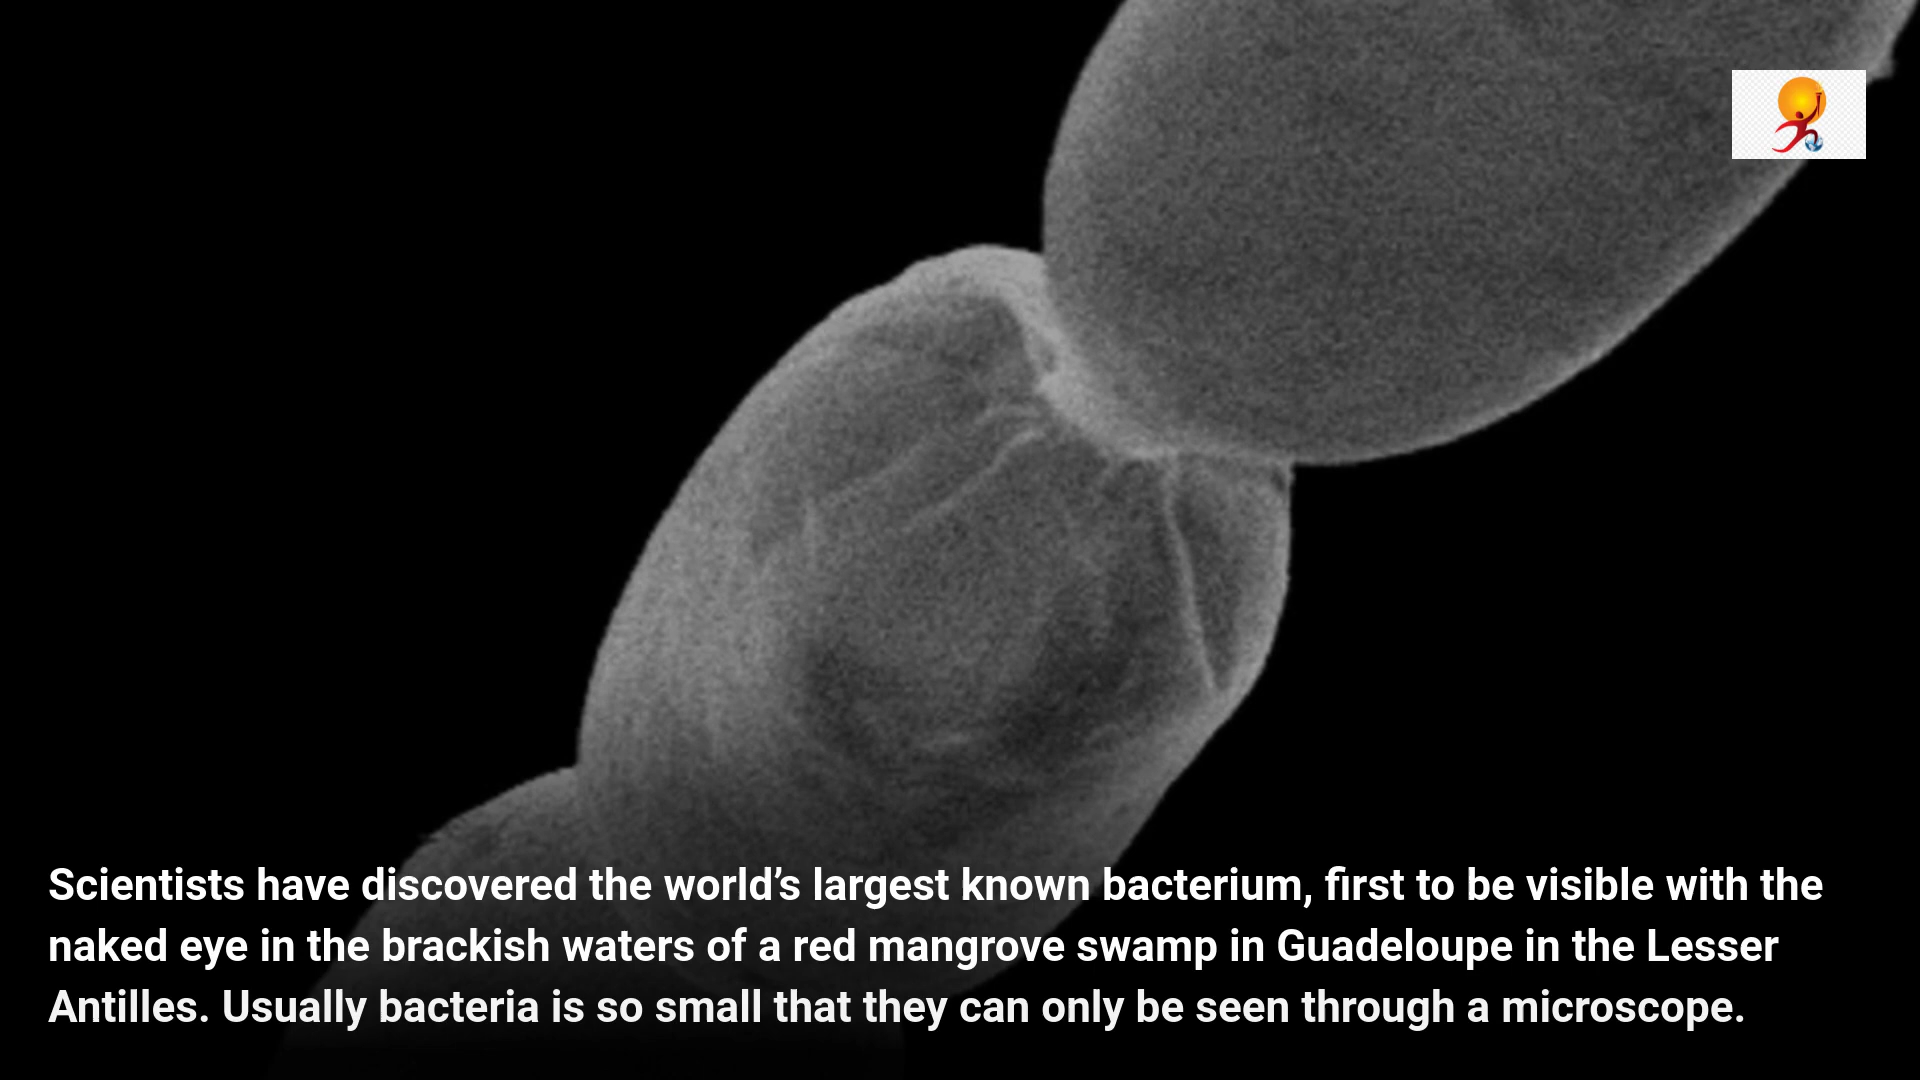 Scientists have discovered the world’s largest known bacterium, first to be visible with the
naked eye in the brackish waters of a red mangrove swamp in Guadeloupe in the Lesser
Antilles. Usually bacteria is so small that they can only be seen through a microscope.